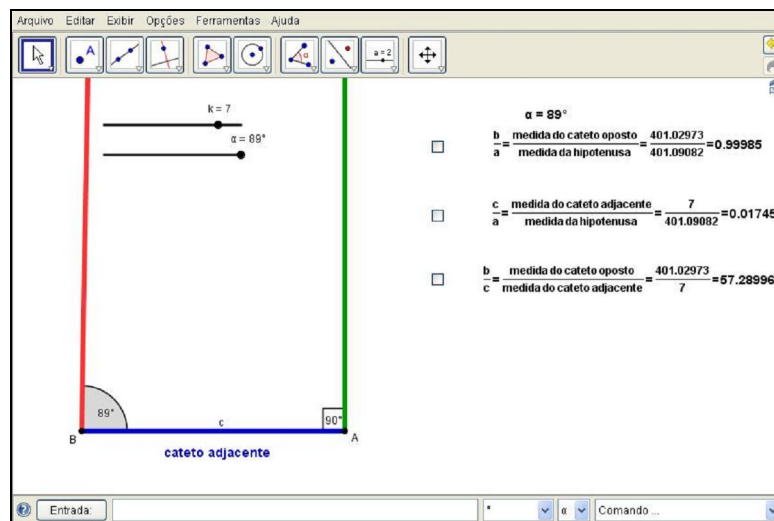 Arquivo Editar Exibir Opções Ferramentas Ajuda
A
α
a = 2
k = 7
α = 89°
α = 89°
b/a = medida do cateto oposto/medida da hipotenusa = 401.02973/401.09082 = 0.99985
c/a = medida do cateto adjacente/medida da hipotenusa = 7/401.09082 = 0.01745
b/c = medida do cateto oposto/medida do cateto adjacente = 401.02973/7 = 57.28996
89°
c
90°
B
A
cateto adjacente
Entrada: ° α Comando ...